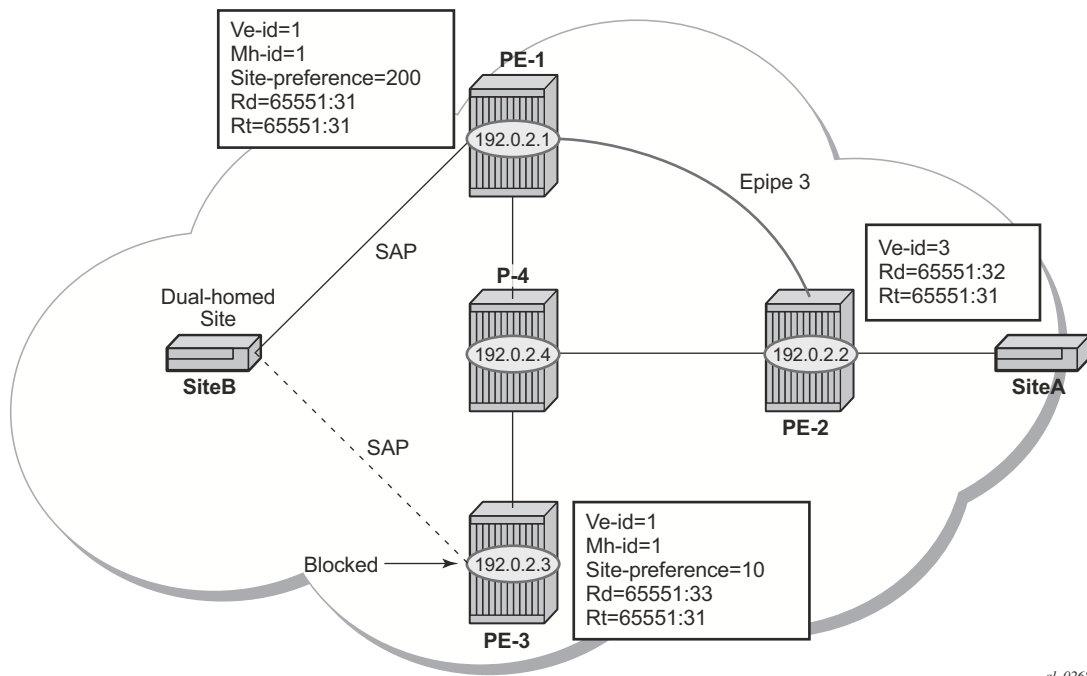 Ve-id=1
Mh-id=1
Site-preference=200
Rd=65551:31
Rt=65551:31
PE-1
192.0.2.1
Epipe 3
SAP
Ve-id=3
Rd=65551:32
Rt=65551:31
P-4
Dual-homed
Site
192.0.2.4
192.0.2.2
SiteB
SiteA
PE-2
SAP
Ve-id=1
Mh-id=1
Site-preference=10
Rd=65551:33
Rt=65551:31
Blocked
192.0.2.3
PE-3